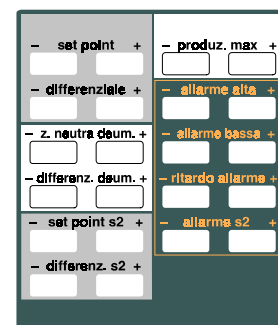 - set point +
- differenziale +
- z. neutra deum. +
- differenz. deum. +
- set point s2 +
- differenz. s2 +
- produz. max +
- allarme alta +
- allarme bassa +
- ritardo allarme +
- allarme s2 +